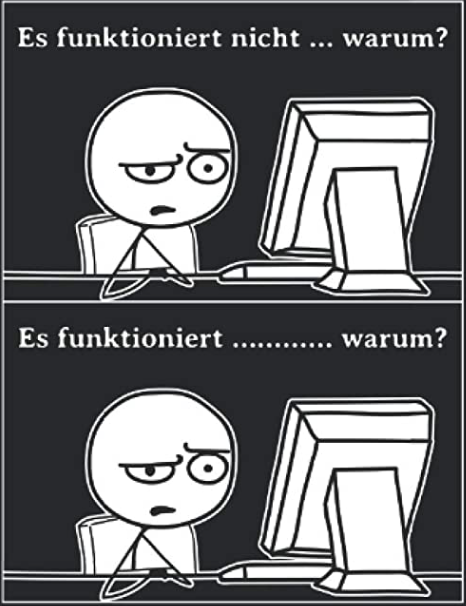 Es funktioniert nicht ... warum?
Es funktioniert ............ warum?